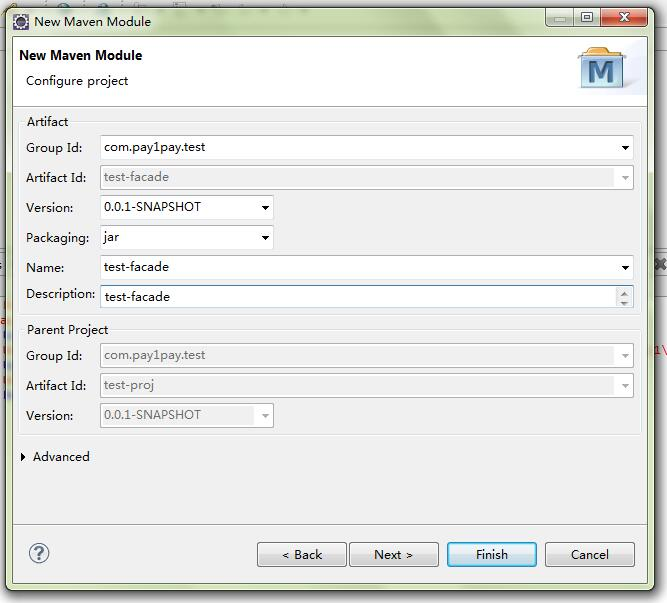 New Maven Module
New Maven Module
Configure project
M
Artifact
Group Id: com.pay1pay.test
Artifact Id: test-facade
Version: 0.0.1-SNAPSHOT
Packaging: jar
Name: test-facade
Description: test-facade
Parent Project
Group Id: com.pay1pay.test
Artifact Id: test-proj
Version: 0.0.1-SNAPSHOT
Advanced
? < Back Next > Finish Cancel